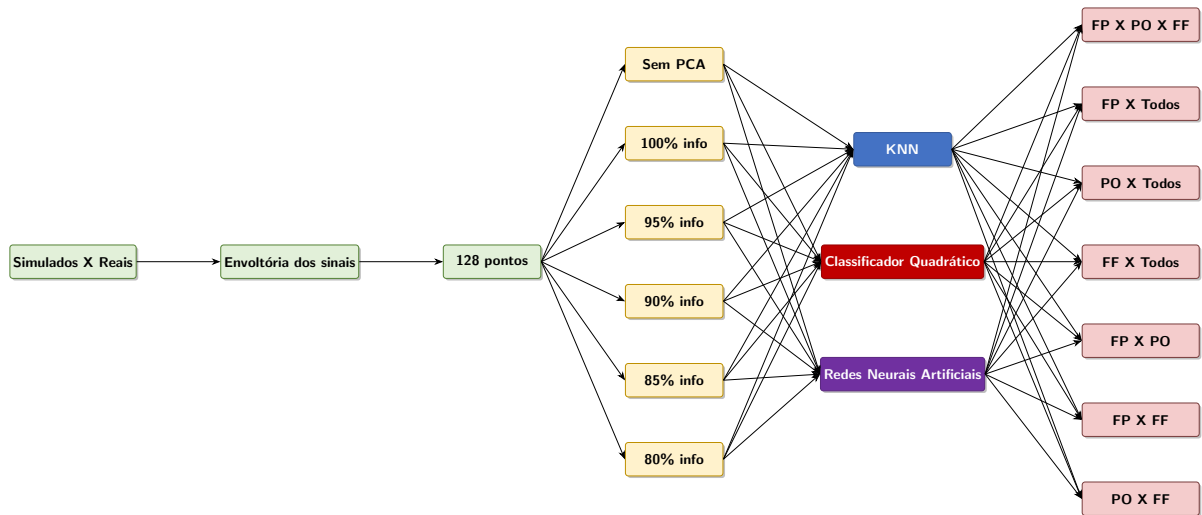 Simulados X Reais
Envoltória dos sinais
128 pontos
Sem PCA
100% info
95% info
90% info
85% info
80% info
KNN
Classificador Quadrático
Redes Neurais Artificiais
FP X PO X FF
FP X Todos
PO X Todos
FF X Todos
FP X PO
FP X FF
PO X FF